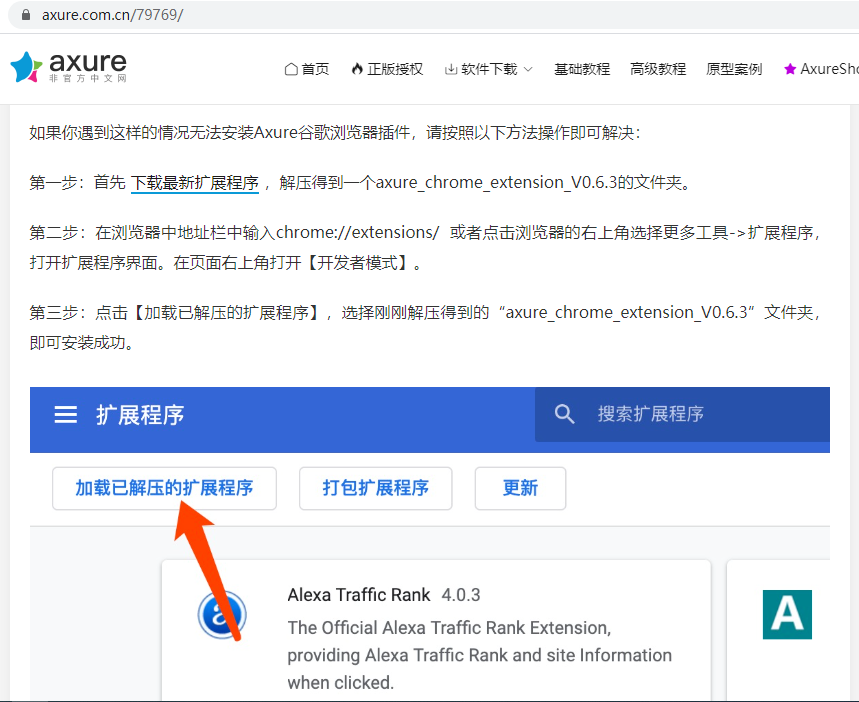 axure.com.cn/79769/
axure
非官方中文网
首页 正版授权 软件下载 基础教程 高级教程 原型案例 AxureSho
如果你遇到这样的情况无法安装Axure谷歌浏览器插件，请按照以下方法操作即可解决：
第一步：首先 下载最新扩展程序 ，解压得到一个axure_chrome_extension_V0.6.3的文件夹。
第二步：在浏览器中地址栏中输入chrome://extensions/ 或者点击浏览器的右上角选择更多工具->扩展程序，
打开扩展程序界面。在页面右上角打开【开发者模式】。
第三步：点击【加载已解压的扩展程序】，选择刚刚解压得到的“axure_chrome_extension_V0.6.3”文件夹，
即可安装成功。
扩展程序 搜索扩展程序
加载已解压的扩展程序 打包扩展程序 更新
Alexa Traffic Rank 4.0.3
The Official Alexa Traffic Rank Extension,
providing Alexa Traffic Rank and site Information
when clicked.
a
A